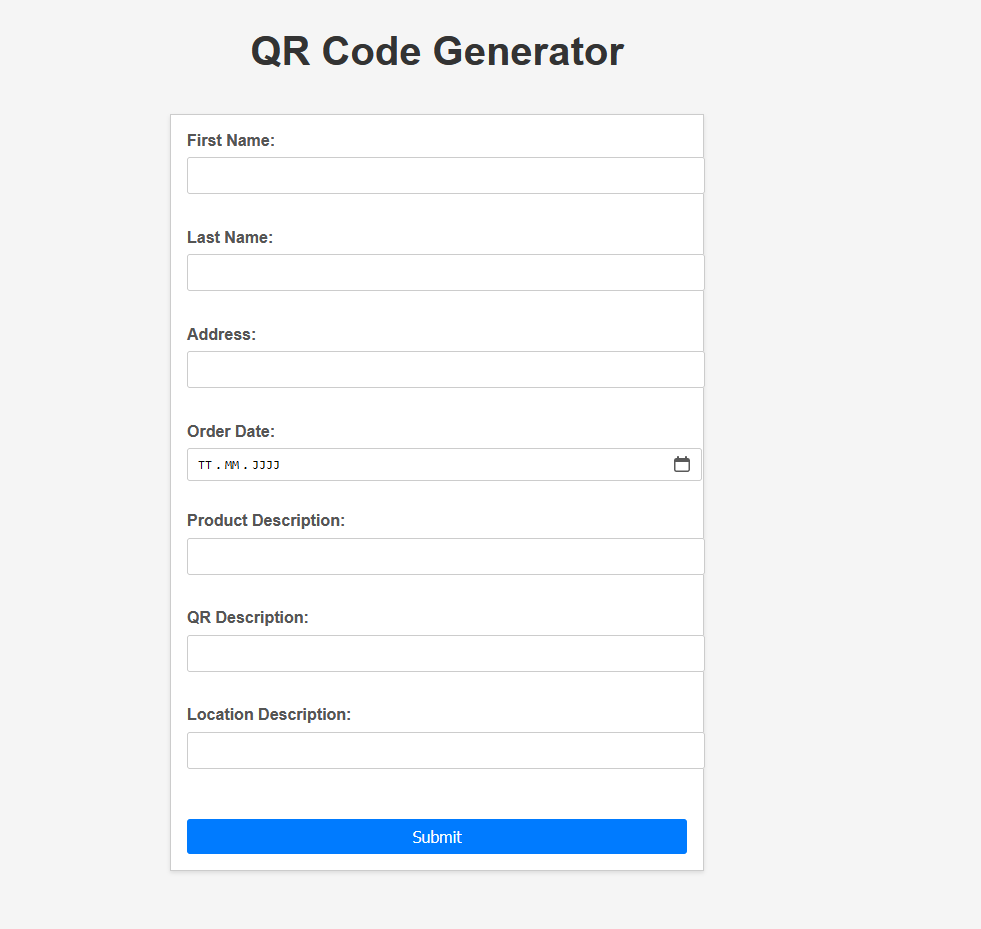 QR Code Generator
First Name:
Last Name:
Address:
Order Date:
TT.MM.JJJJ
Product Description:
QR Description:
Location Description:
Submit